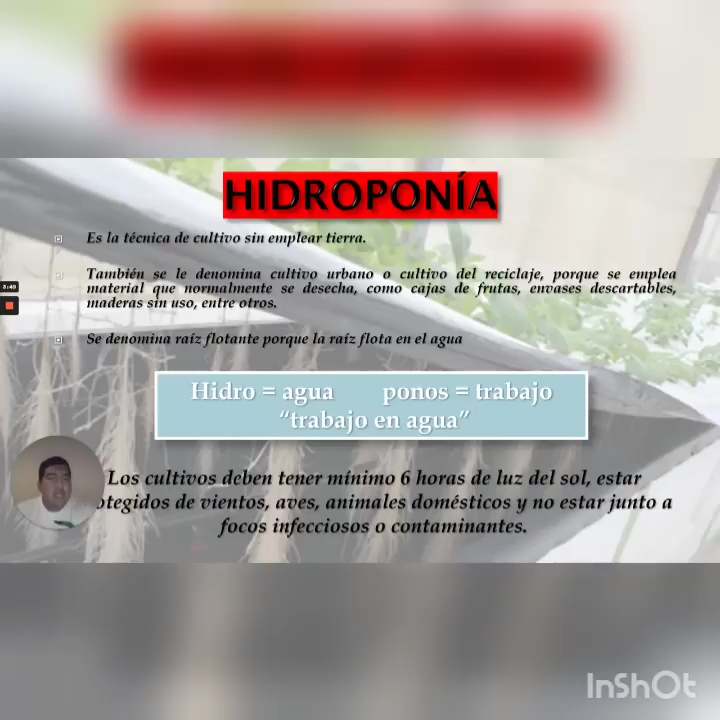 HIDROPONÍA
Es la técnica de cultivo sin emplear tierra.
También se le denomina cultivo urbano o cultivo del reciclaje, porque se emplea
material que normalmente se desecha, como cajas de frutas, envases descartables,
maderas sin uso, entre otros.
3:49
Se denomina raíz flotante porque la raíz flota en el agua
Hidro = agua ponos = trabajo
“trabajo en agua”
Los cultivos deben tener mínimo 6 horas de luz del sol, estar
otegidos de vientos, aves, animales domésticos y no estar junto a
focos infecciosos o contaminantes.
InShOt